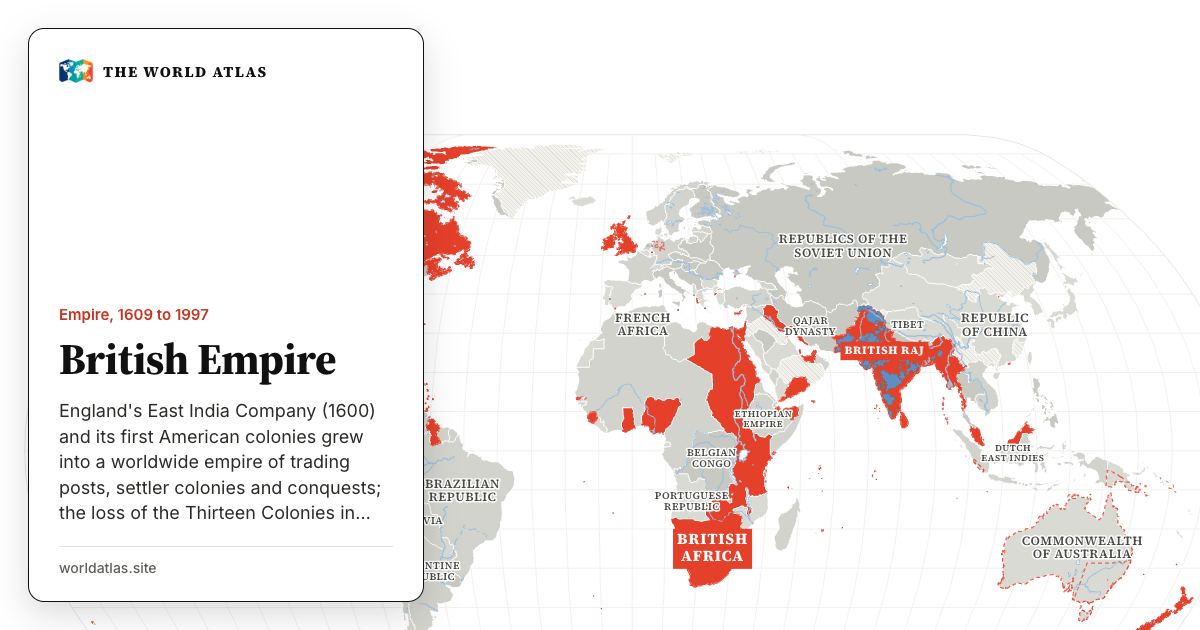 THE WORLD ATLAS
Empire, 1609 to 1997
British Empire
England's East India Company (1600)
and its first American colonies grew
into a worldwide empire of trading
posts, settler colonies and conquests;
the loss of the Thirteen Colonies in...
worldatlas.site
REPUBLICS OF THE
SOVIET UNION
FRENCH
AFRICA
QAJAR
DYNASTY
TIBET
REPUBLIC
OF CHINA
BRITISH RAJ
ETHIOPIAN
EMPIRE
BELGIAN
CONGO
DUTCH
EAST INDIES
BRAZILIAN
REPUBLIC
PORTUGUESE
REPUBLIC
VIA
BRITISH
AFRICA
COMMONWEALTH
OF AUSTRALIA
NTINE
UBLIC